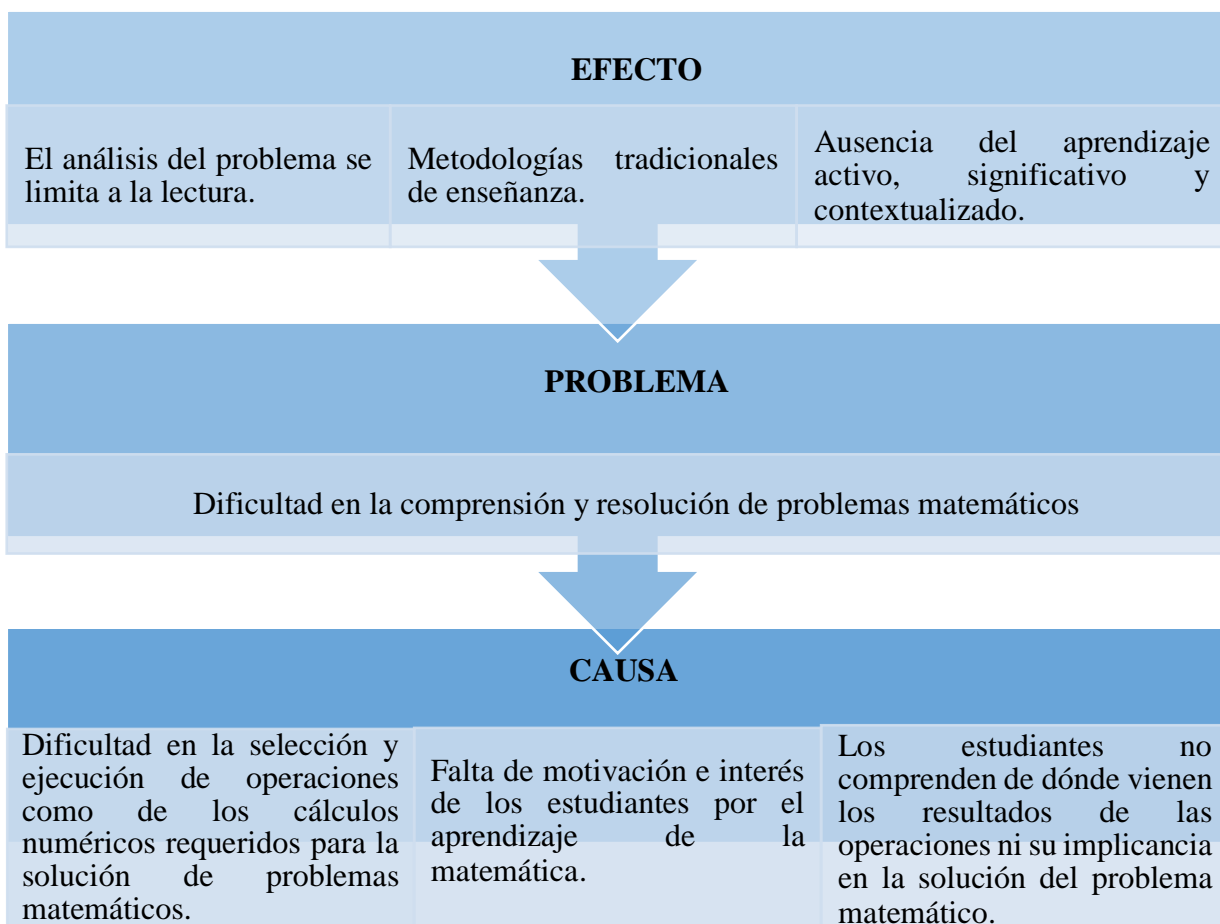 EFECTO
El análisis del problema se
limita a la lectura.
Metodologías tradicionales
de enseñanza.
Ausencia del aprendizaje
activo, significativo y
contextualizado.
PROBLEMA
Dificultad en la comprensión y resolución de problemas matemáticos
CAUSA
Dificultad en la selección y
ejecución de operaciones
como de los cálculos
numéricos requeridos para la
solución de problemas
matemáticos.
Falta de motivación e interés
de los estudiantes por el
aprendizaje de la
matemática.
Los estudiantes no
comprenden de dónde vienen
los resultados de las
operaciones ni su implicancia
en la solución del problema
matemático.